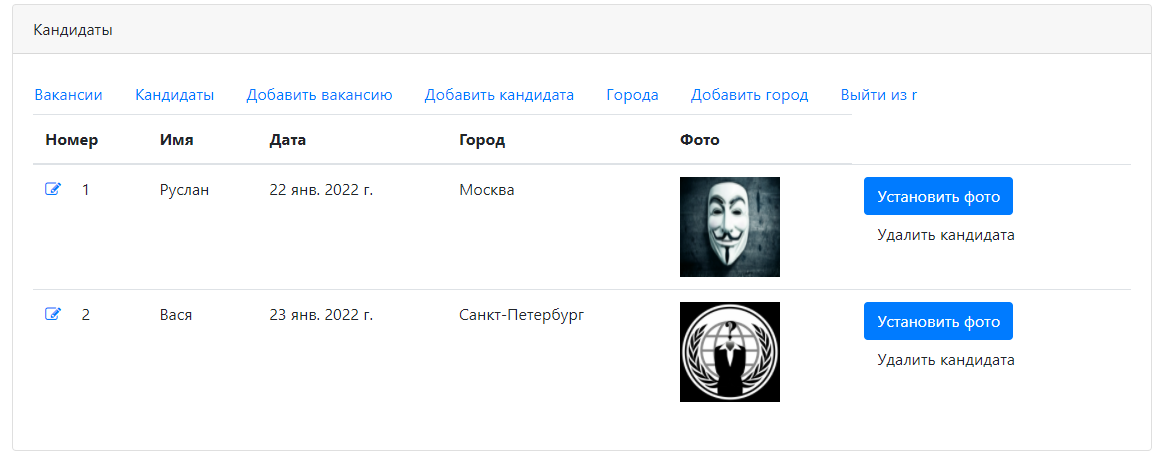 Кандидаты
Вакансии Кандидаты Добавить вакансию Добавить кандидата Города Добавить город Выйти из r
Номер Имя Дата Город Фото
1 Руслан 22 янв. 2022 г. Москва Установить фото
Удалить кандидата
2 Вася 23 янв. 2022 г. Санкт-Петербург ? Установить фото
Удалить кандидата